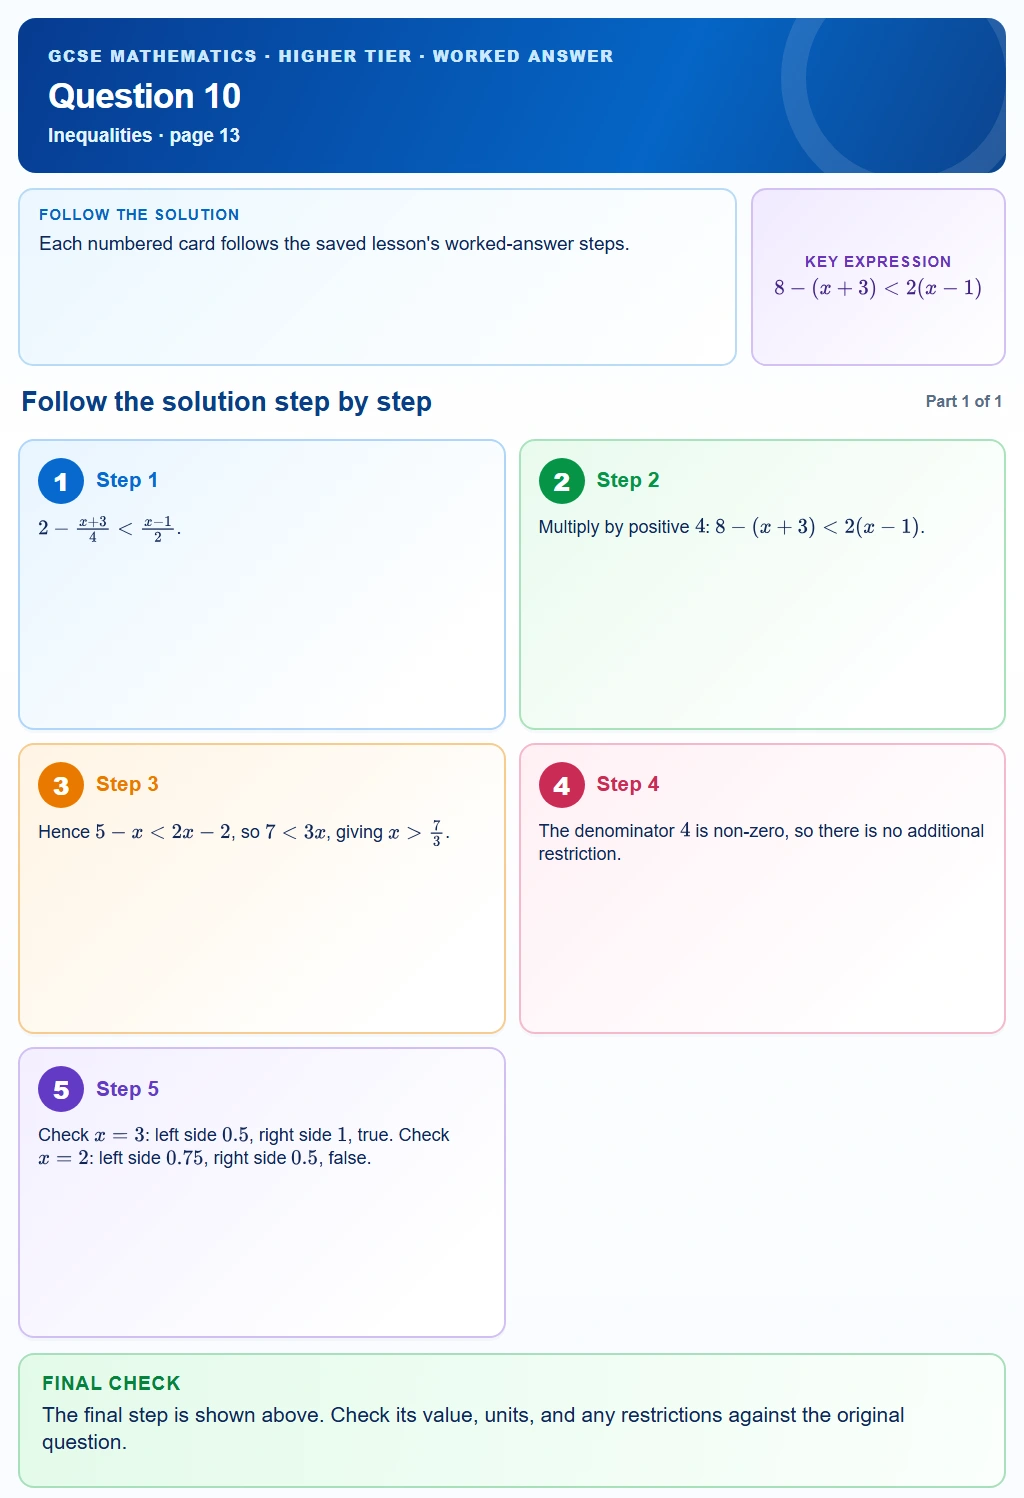 GCSE MATHEMATICS · HIGHER TIER · WORKED ANSWER
Question 10
Inequalities · page 13
FOLLOW THE SOLUTION
Each numbered card follows the saved lesson's worked-answer steps.
KEY EXPRESSION
8 − (x + 3) < 2(x − 1)
Follow the solution step by step
Part 1 of 1
1 Step 1
2 − \frac{x+3}{4} < \frac{x−1}{2}.
2 Step 2
Multiply by positive 4: 8 − (x + 3) < 2(x − 1).
3 Step 3
Hence 5 − x < 2x − 2, so 7 < 3x, giving x > \frac{7}{3}.
4 Step 4
The denominator 4 is non-zero, so there is no additional
restriction.
5 Step 5
Check x = 3: left side 0.5, right side 1, true. Check
x = 2: left side 0.75, right side 0.5, false.
FINAL CHECK
The final step is shown above. Check its value, units, and any restrictions against the original
question.